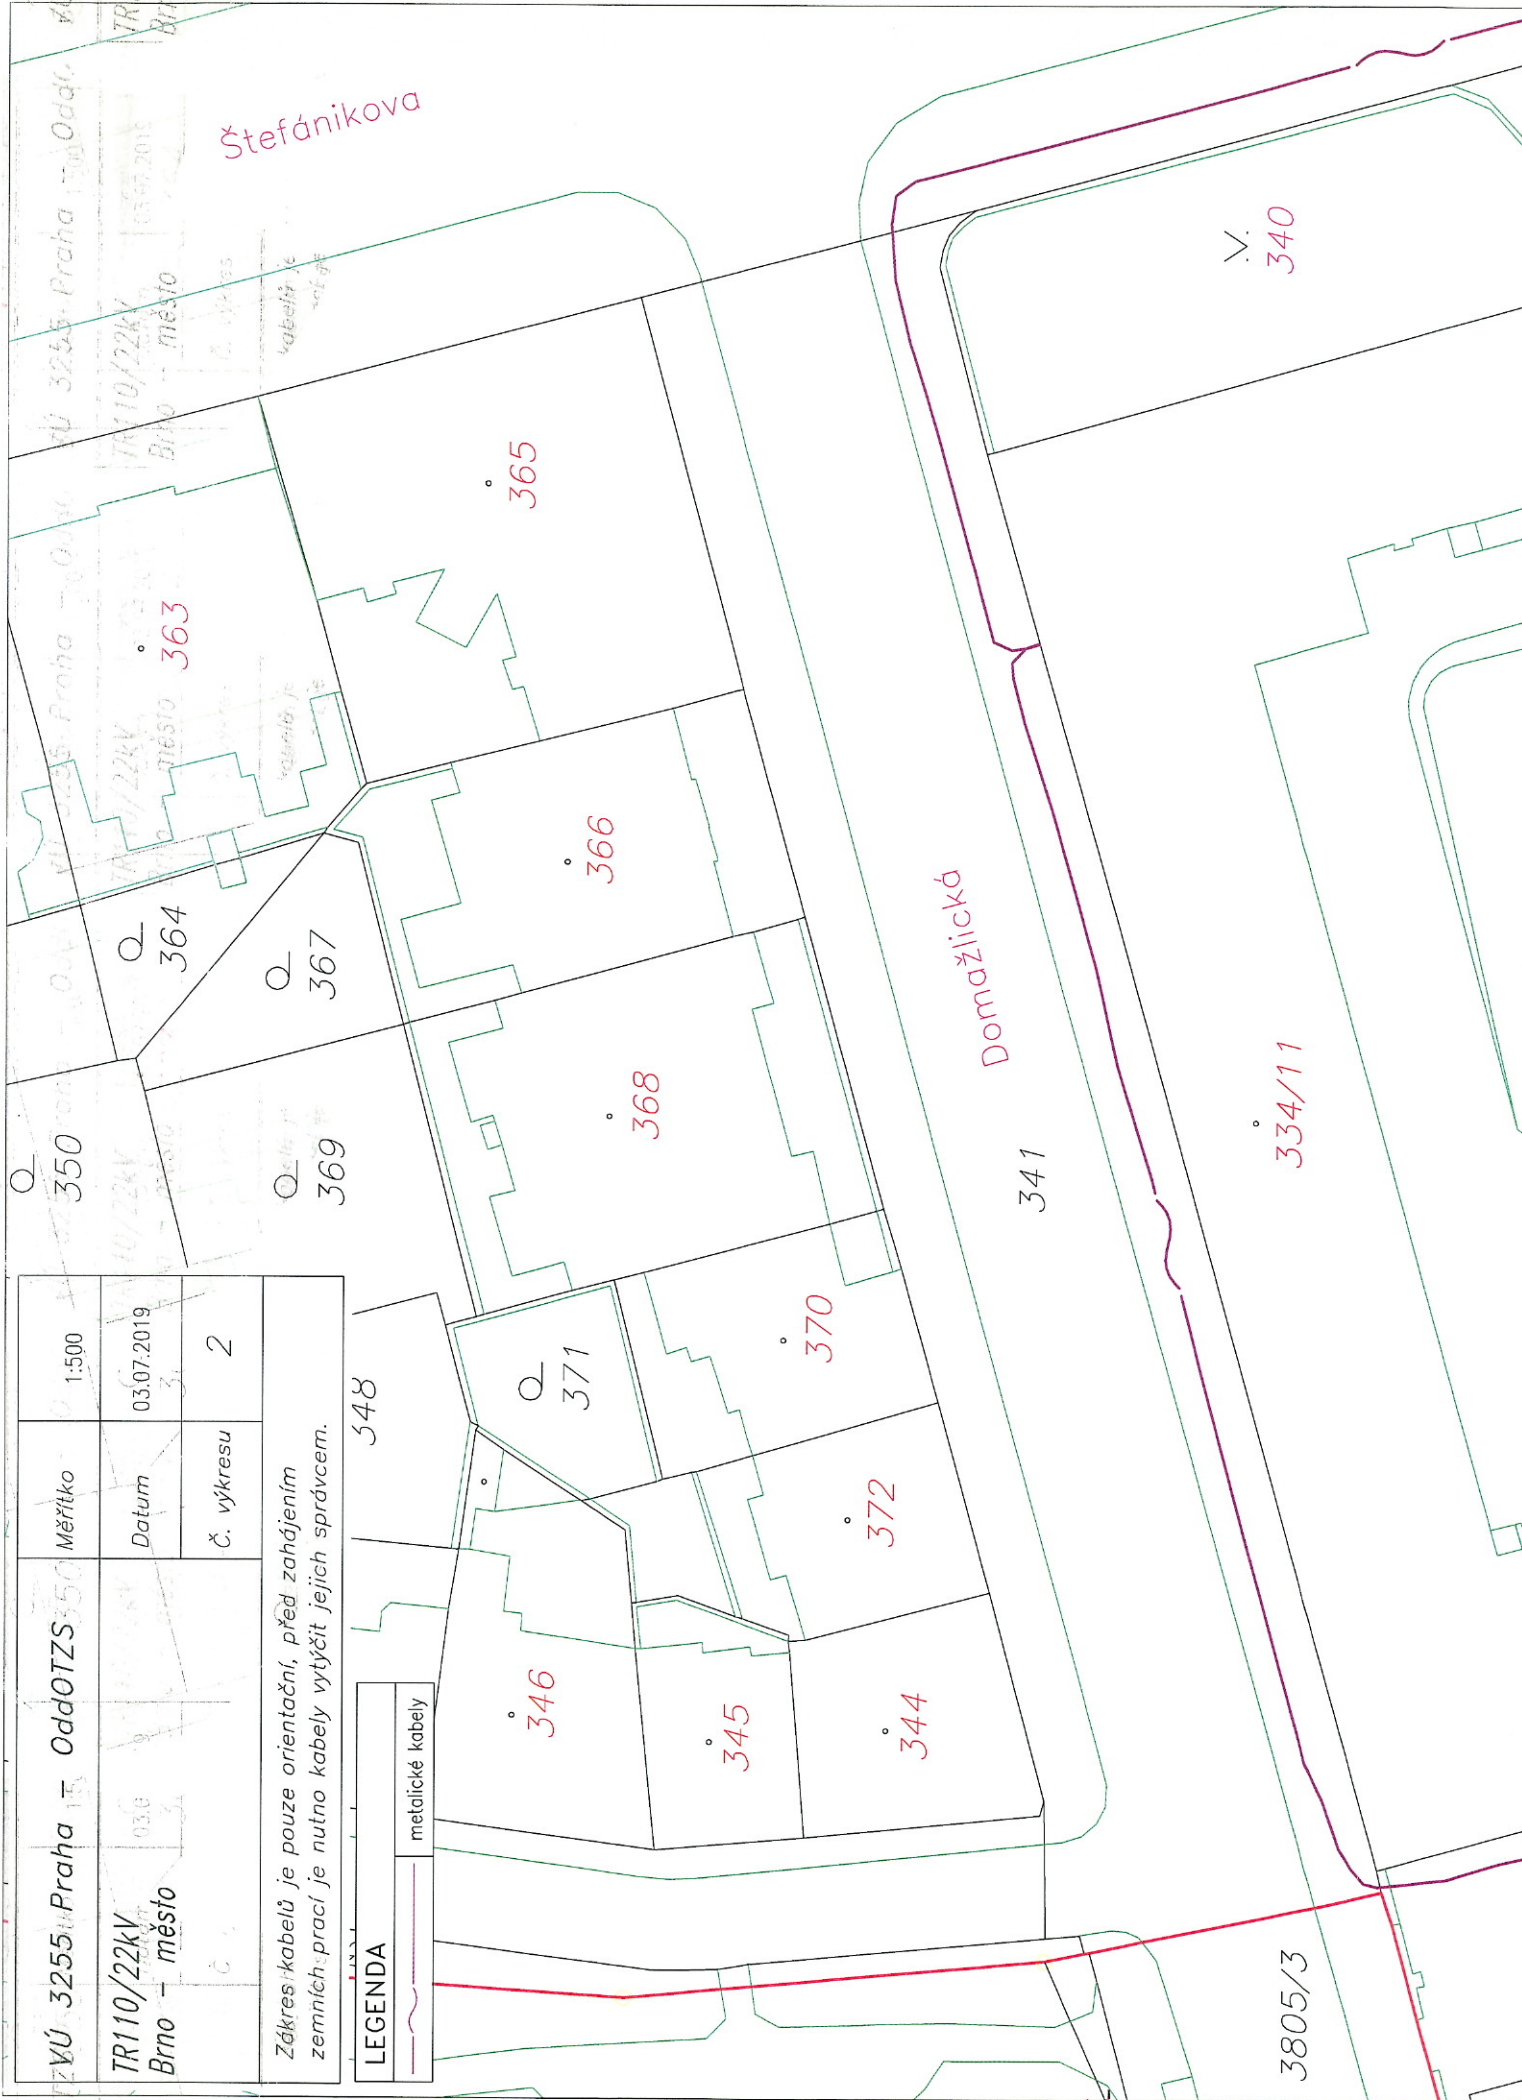 VÚ 3255 Praha - OddOTZS
Měřítko
1:500
TR110/22kV
Brno - město
Datum
03.07.2019
Č. výkresu
2
Zákres kabelů je pouze orientační, před zahájením
zemních prací je nutno kabely vytýčit jejich správcem.
LEGENDA
metalické kabely
Štefánikova
Domažlická
350
364
363
367
369
365
366
368
348
371
370
372
346
345
344
341
340
334/11
3805/3